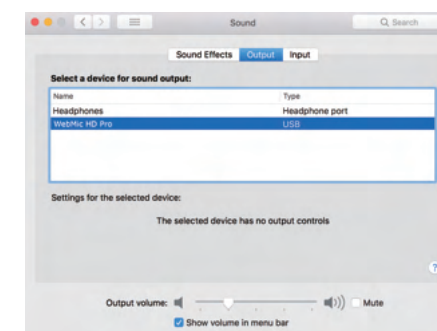 Sound
Search
Sound Effects Output Input
Select a device for sound output:
Name Type
Headphones Headphone port
WebMic HD Pro USB
Settings for the selected device:
The selected device has no output controls
?
Output volume: Mute
Show volume in menu bar